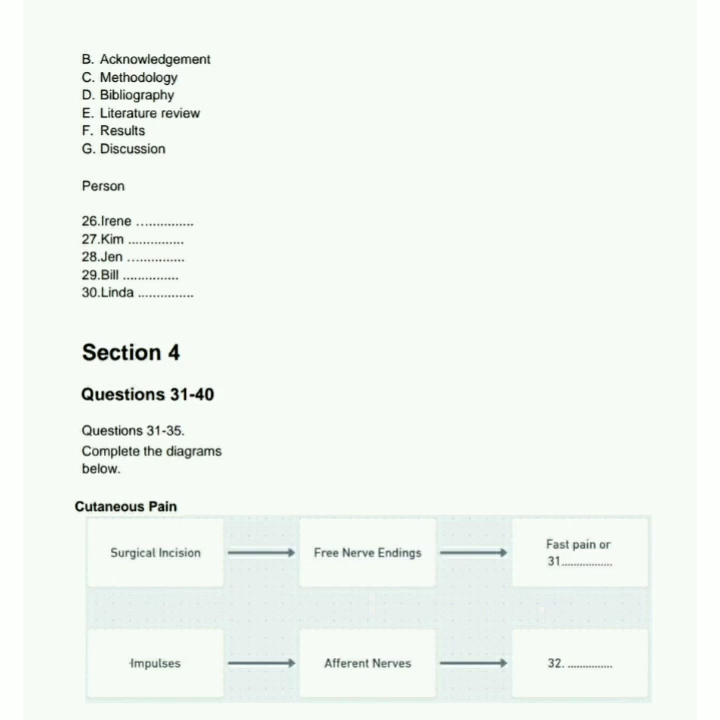 B. Acknowledgement
C. Methodology
D. Bibliography
E. Literature review
F. Results
G. Discussion
Person
26.Irene ...............
27.Kim ...............
28.Jen ...............
29.Bill ...............
30.Linda ...............
Section 4
Questions 31-40
Questions 31-35.
Complete the diagrams
below.
Cutaneous Pain
Surgical Incision
Free Nerve Endings
Fast pain or
31................
Impulses
Afferent Nerves
32. ...............